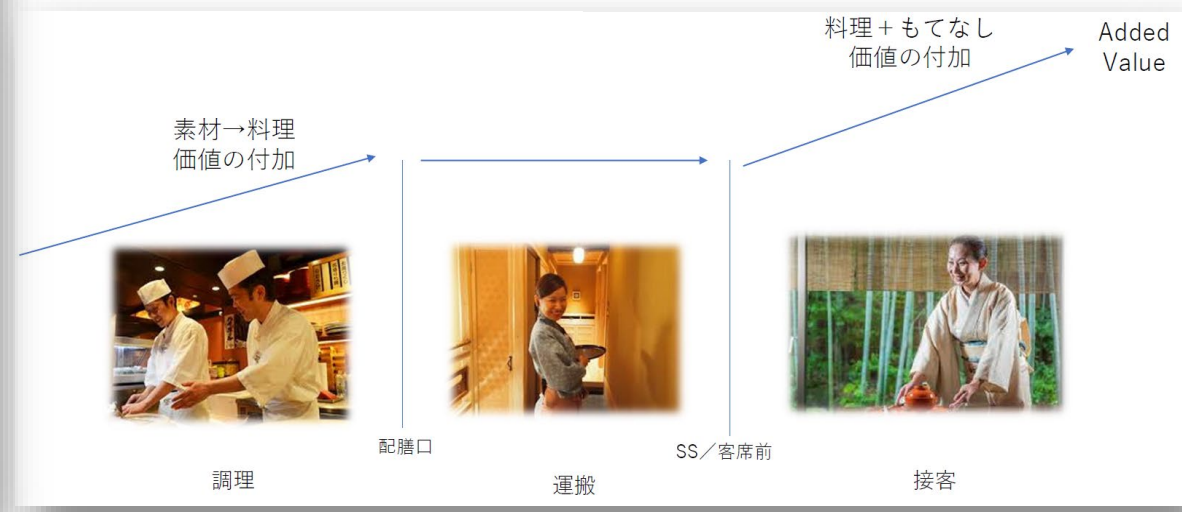 料理＋もてなし
価値の付加
Added
Value
素材→料理
価値の付加
配膳口
SS／客席前
調理
運搬
接客